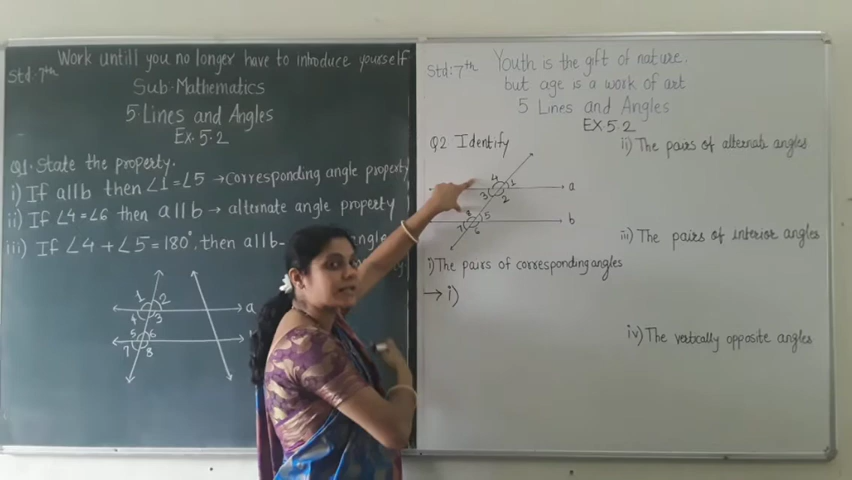 Work untill you no longer have to introduce yourself
Std:7th
Sub:Mathematics
5.Lines and Angles
Ex.5.2
Q1.State the property.
i) If a||b then ∠1=∠5 → Corresponding angle property
ii) If ∠4=∠6 then a||b → alternate angle property
iii) If ∠4+∠5=180°, then a||b-
angle
1 2
a
4 3
5 6
7 8
Youth is the gift of nature.
Std:7th
but age is a work of art
5 Lines and Angles
EX 5.2
Q2 Identify
4 1
a
3 2
8 5
b
7 6
i) The pairs of corresponding angles
→ i)
ii) The pairs of alternate angles
iii) The pairs of interior angles
iv) The vertically opposite angles